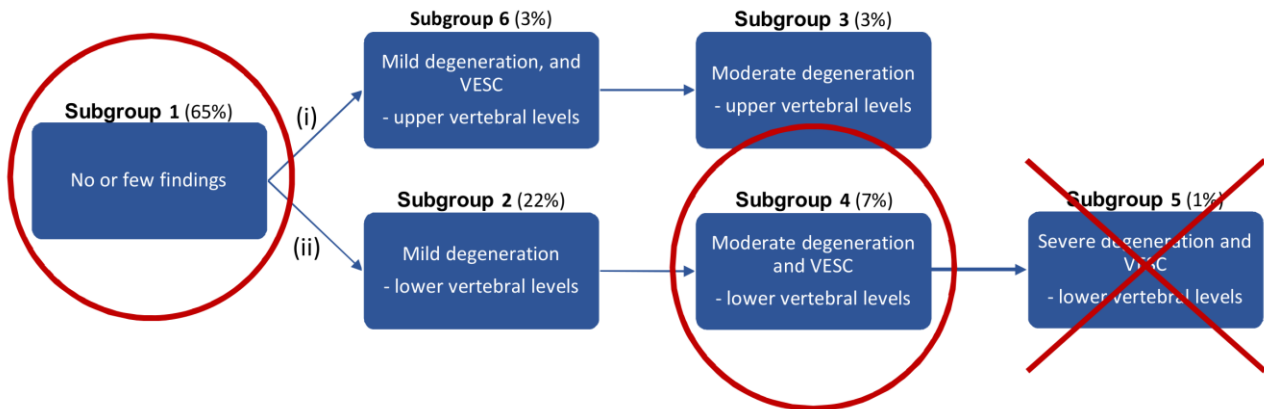 Subgroup 1 (65%)
No or few findings
(i)
(ii)
Subgroup 6 (3%)
Mild degeneration, and
VESC
- upper vertebral levels
Subgroup 3 (3%)
Moderate degeneration
- upper vertebral levels
Subgroup 2 (22%)
Mild degeneration
- lower vertebral levels
Subgroup 4 (7%)
Moderate degeneration
and VESC
- lower vertebral levels
Subgroup 5 (1%)
Severe degeneration and
VESC
- lower vertebral levels